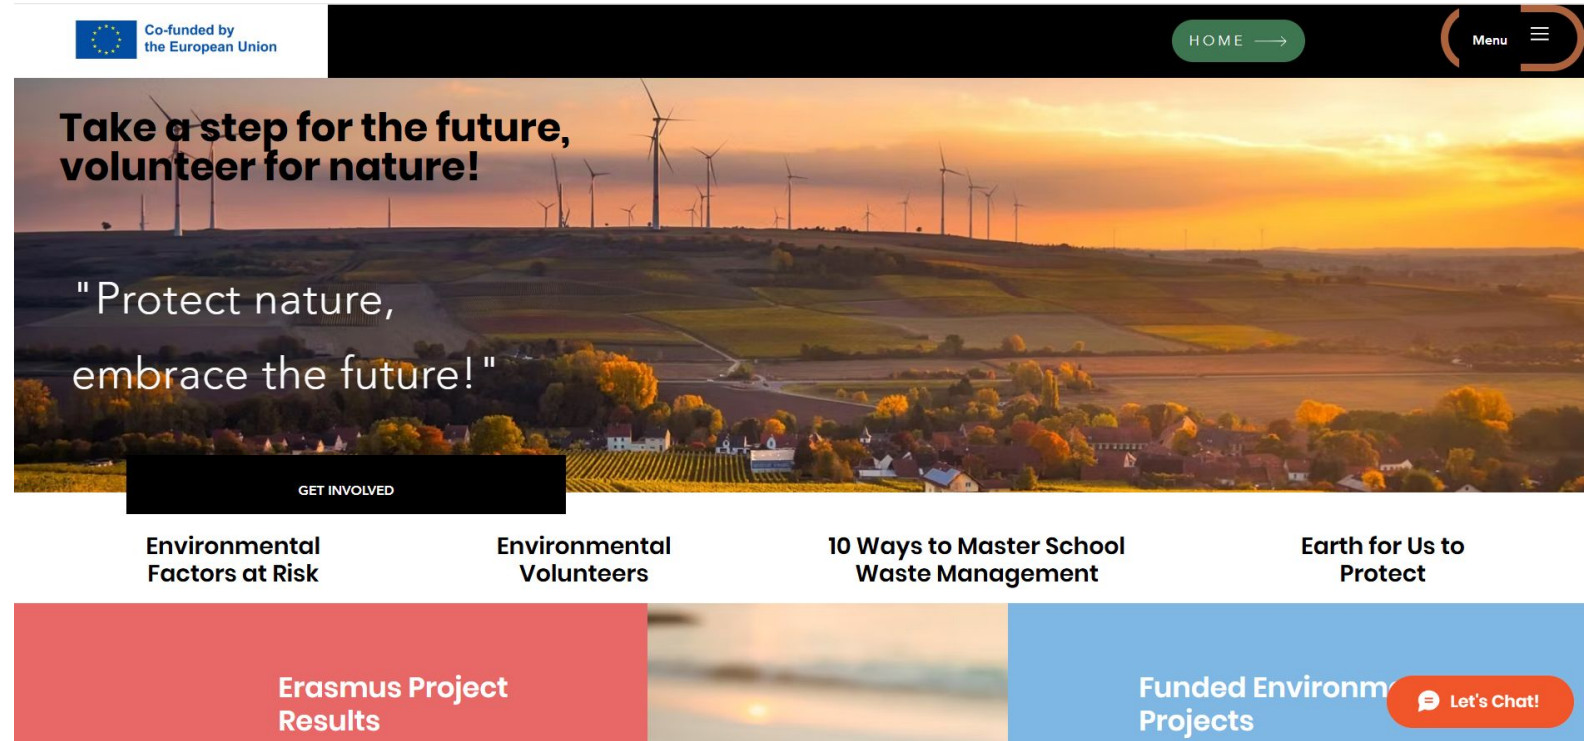 Co-funded by
the European Union
HOME
Menu
Take a step for the future,
volunteer for nature!
"Protect nature,
embrace the future!"
GET INVOLVED
Environmental
Factors at Risk
Environmental
Volunteers
10 Ways to Master School
Waste Management
Earth for Us to
Protect
Erasmus Project
Results
Funded Environm
Projects
Let's Chat!